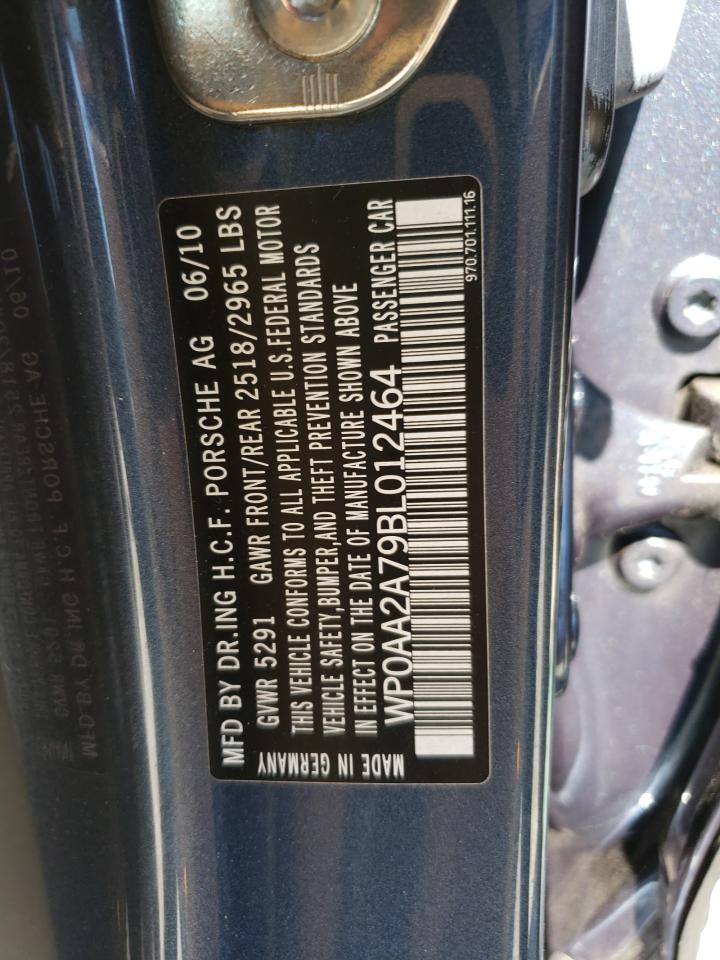 MFD BY DR.ING H.C.F. PORSCHE AG 06/10
GVWR 5291 GAWR FRONT/REAR 2518/2965 LBS
THIS VEHICLE CONFORMS TO ALL APPLICABLE U.S.FEDERAL MOTOR
VEHICLE SAFETY,BUMPER,AND THEFT PREVENTION STANDARDS
IN EFFECT ON THE DATE OF MANUFACTURE SHOWN ABOVE
WP0AA2A79BL012464 PASSENGER CAR
MADE IN GERMANY
970.701.111.16